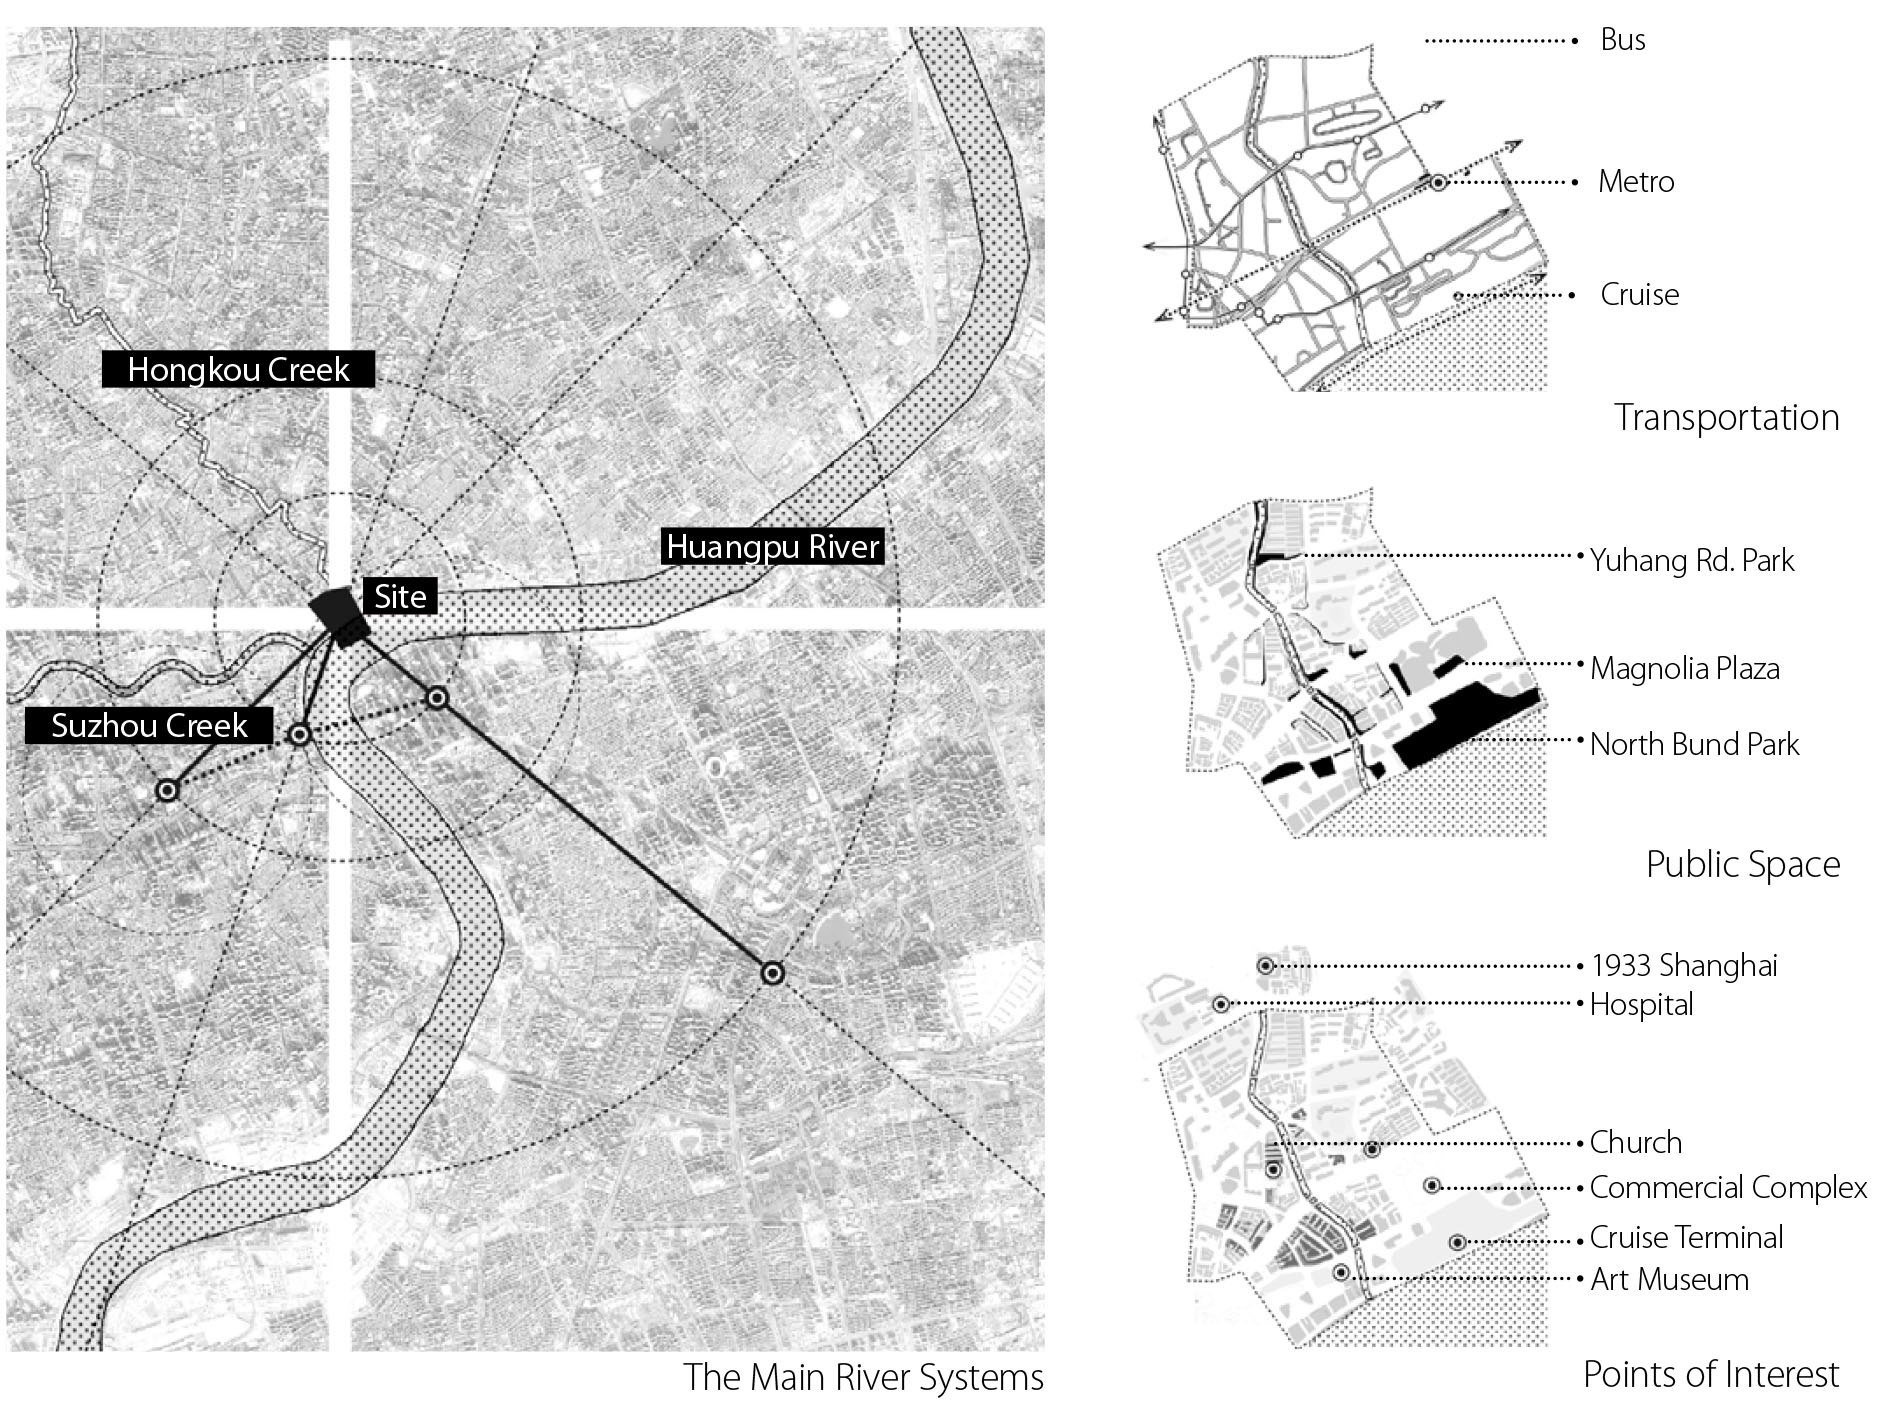 Hongkou Creek
Huangpu River
Site
Suzhou Creek
The Main River Systems
Bus
Metro
Cruise
Transportation
Yuhang Rd. Park
Magnolia Plaza
North Bund Park
Public Space
1933 Shanghai
Hospital
Church
Commercial Complex
Cruise Terminal
Art Museum
Points of Interest